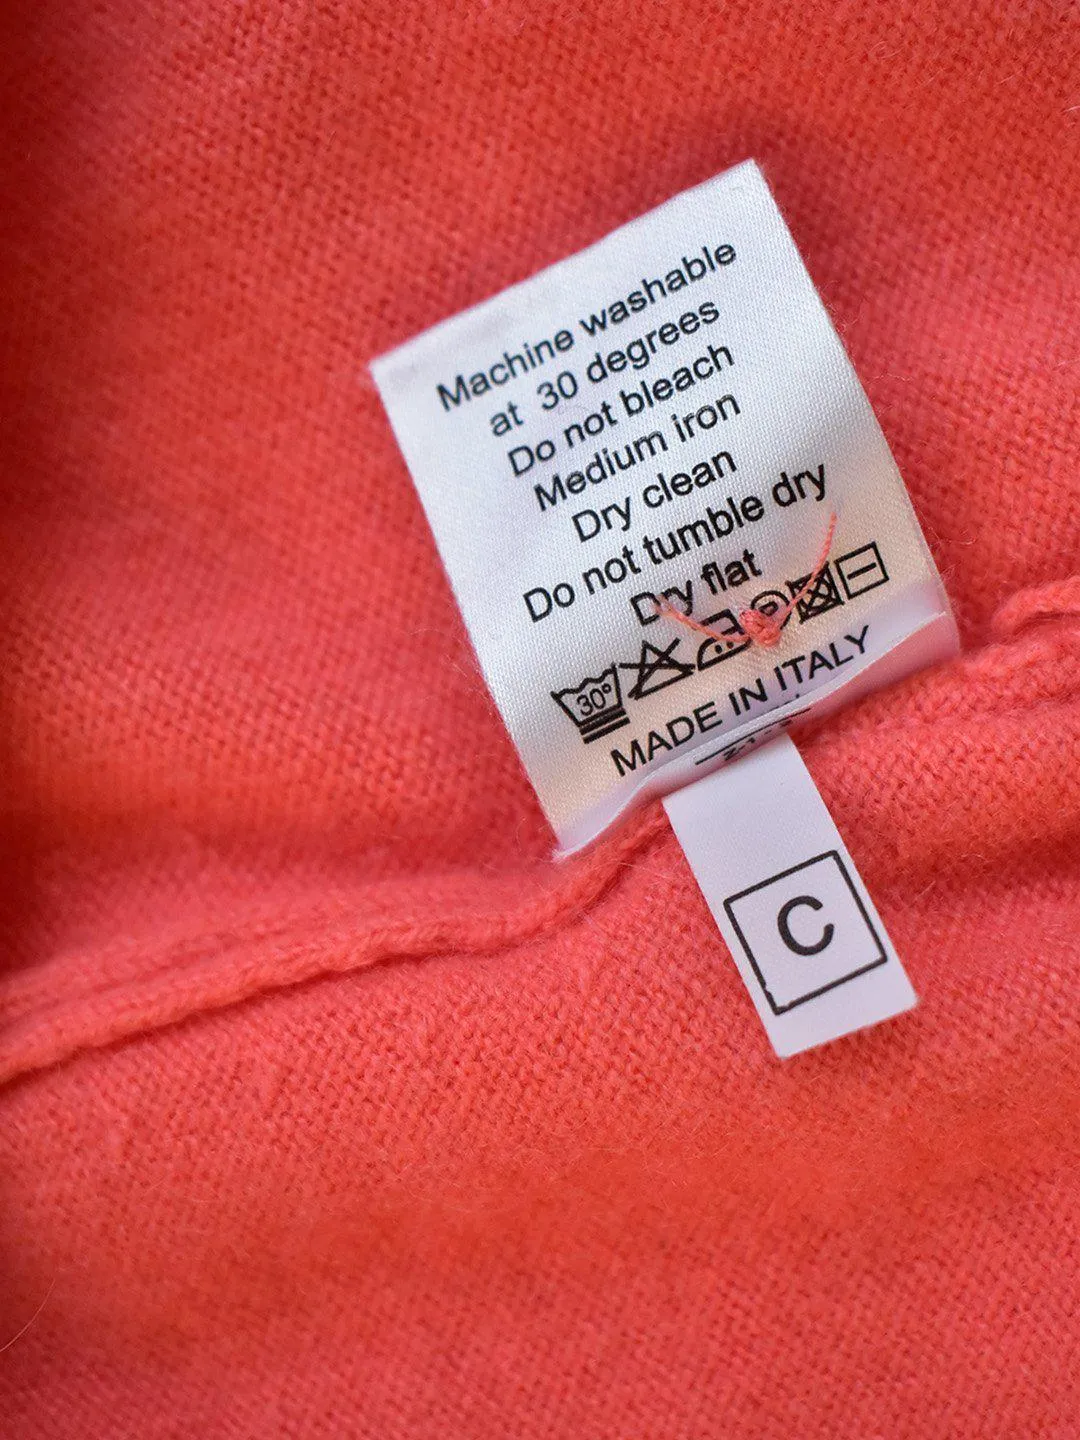 Machine washable
at 30 degrees
Do not bleach
Medium iron
Dry clean
Do not tumble dry
Dry flat
30°
MADE IN ITALY
C